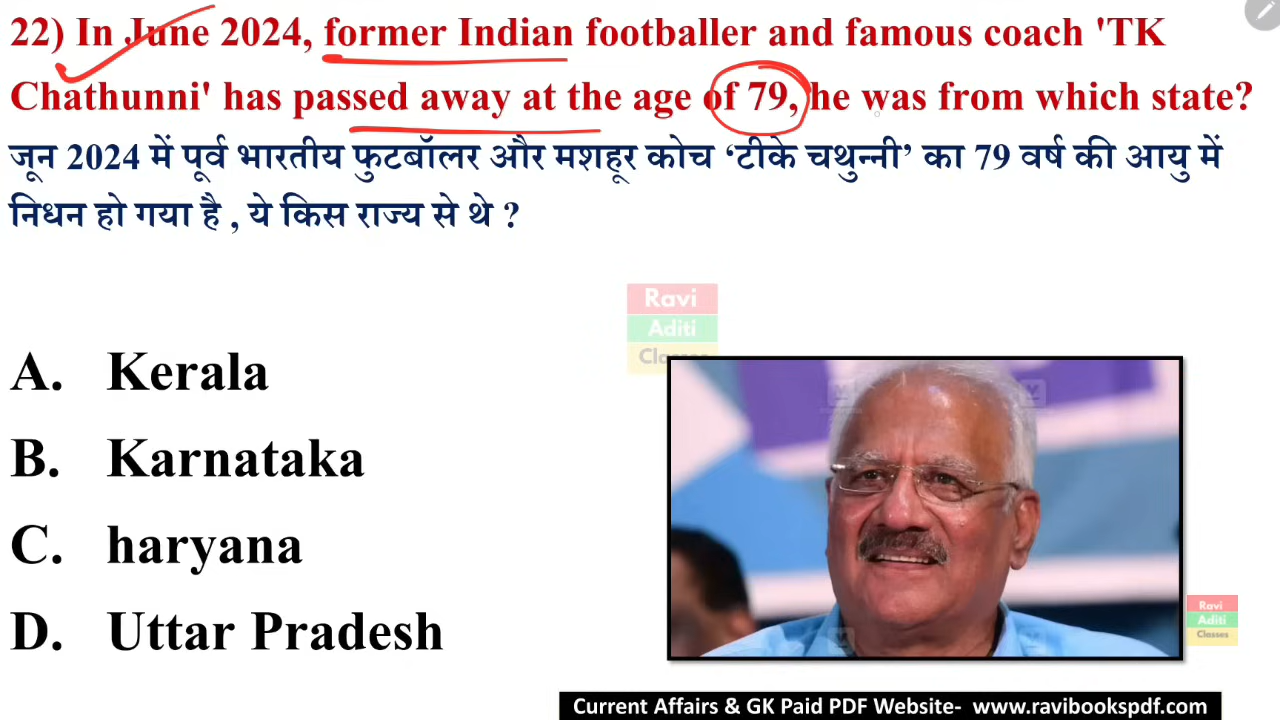 22) In June 2024, former Indian footballer and famous coach 'TK
Chathunni' has passed away at the age of 79, he was from which state?
जून 2024 में पूर्व भारतीय फुटबॉलर और मशहूर कोच ‘टीके चथुन्नी’ का 79 वर्ष की आयु में
निधन हो गया है , ये किस राज्य से थे ?
Ravi
Aditi
Classes
A. Kerala
B. Karnataka
C. haryana
D. Uttar Pradesh
Ravi
Aditi
Classes
Current Affairs & GK Paid PDF Website- www.ravibookspdf.com